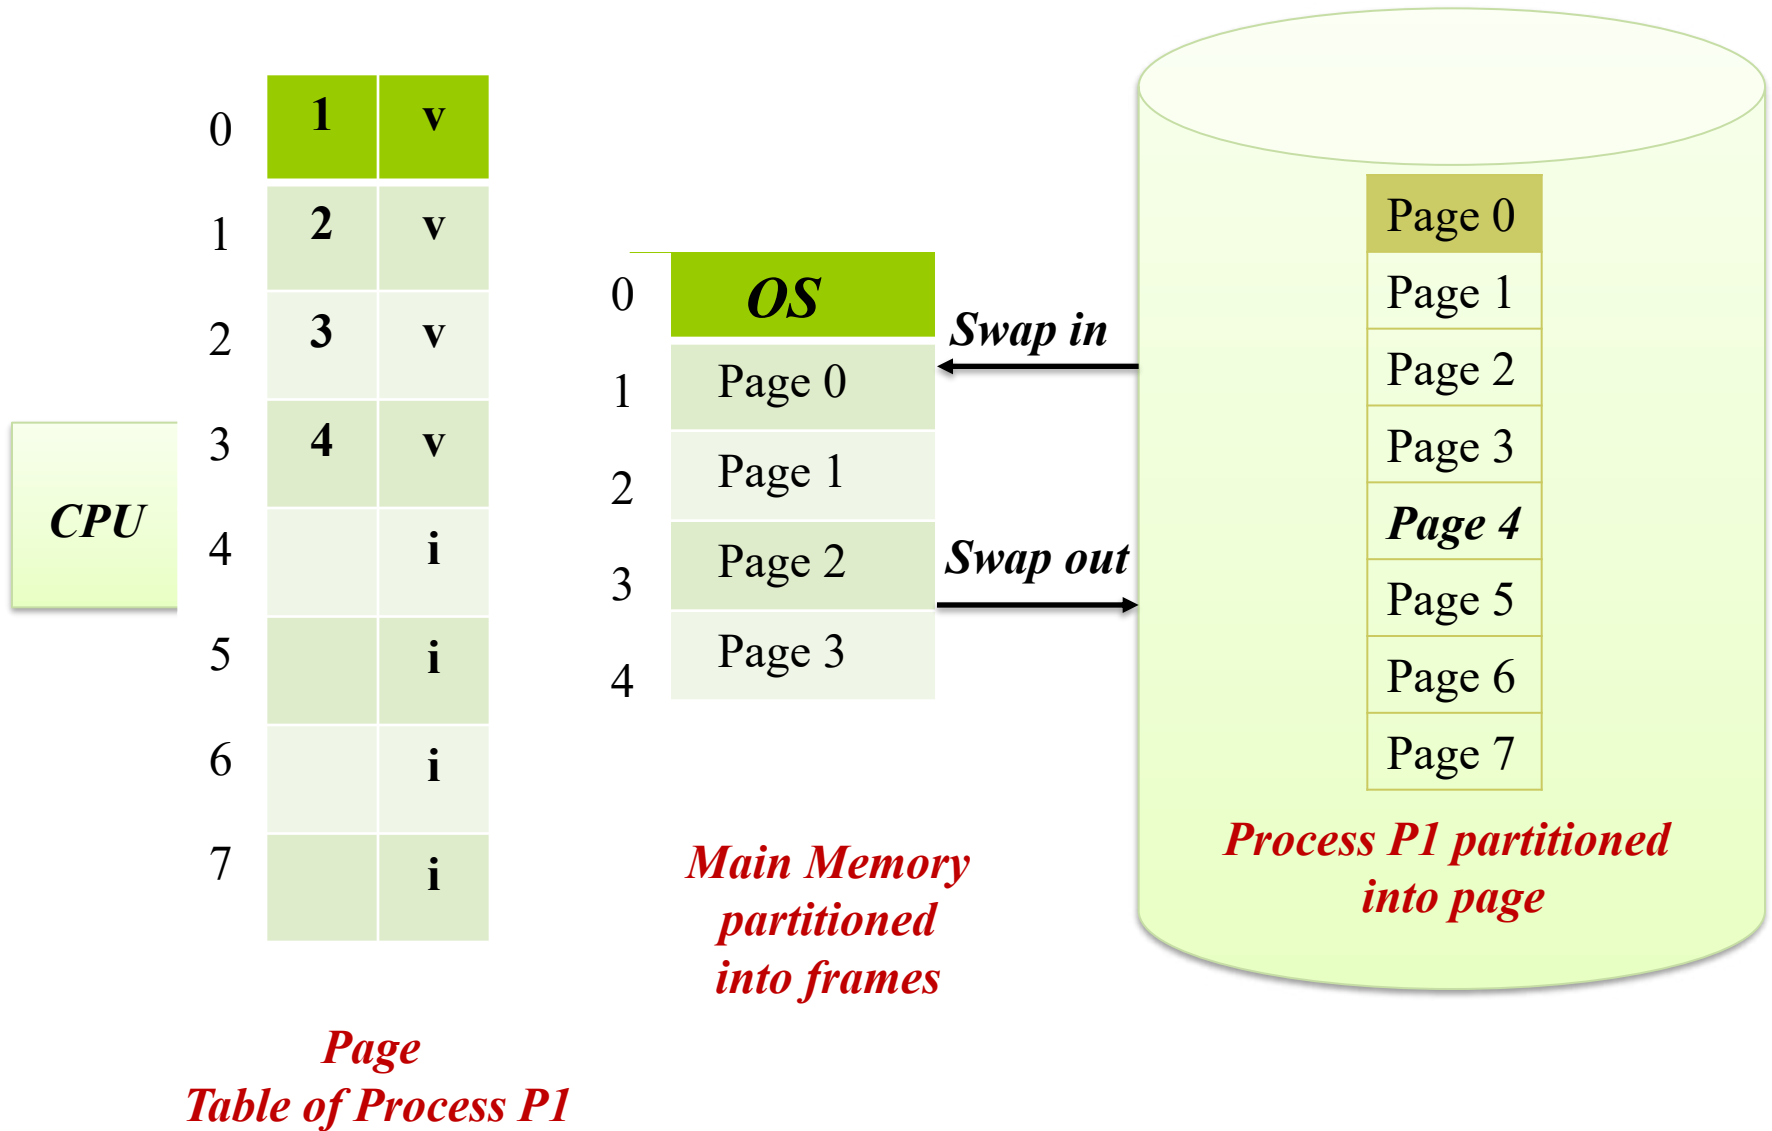 CPU
0 1 v
1 2 v
2 3 v
3 4 v
4 i
5 i
6 i
7 i
Page
Table of Process P1
0 OS
1 Page 0
2 Page 1
3 Page 2
4 Page 3
Main Memory
partitioned
into frames
Swap in
Swap out
Page 0
Page 1
Page 2
Page 3
Page 4
Page 5
Page 6
Page 7
Process P1 partitioned
into page